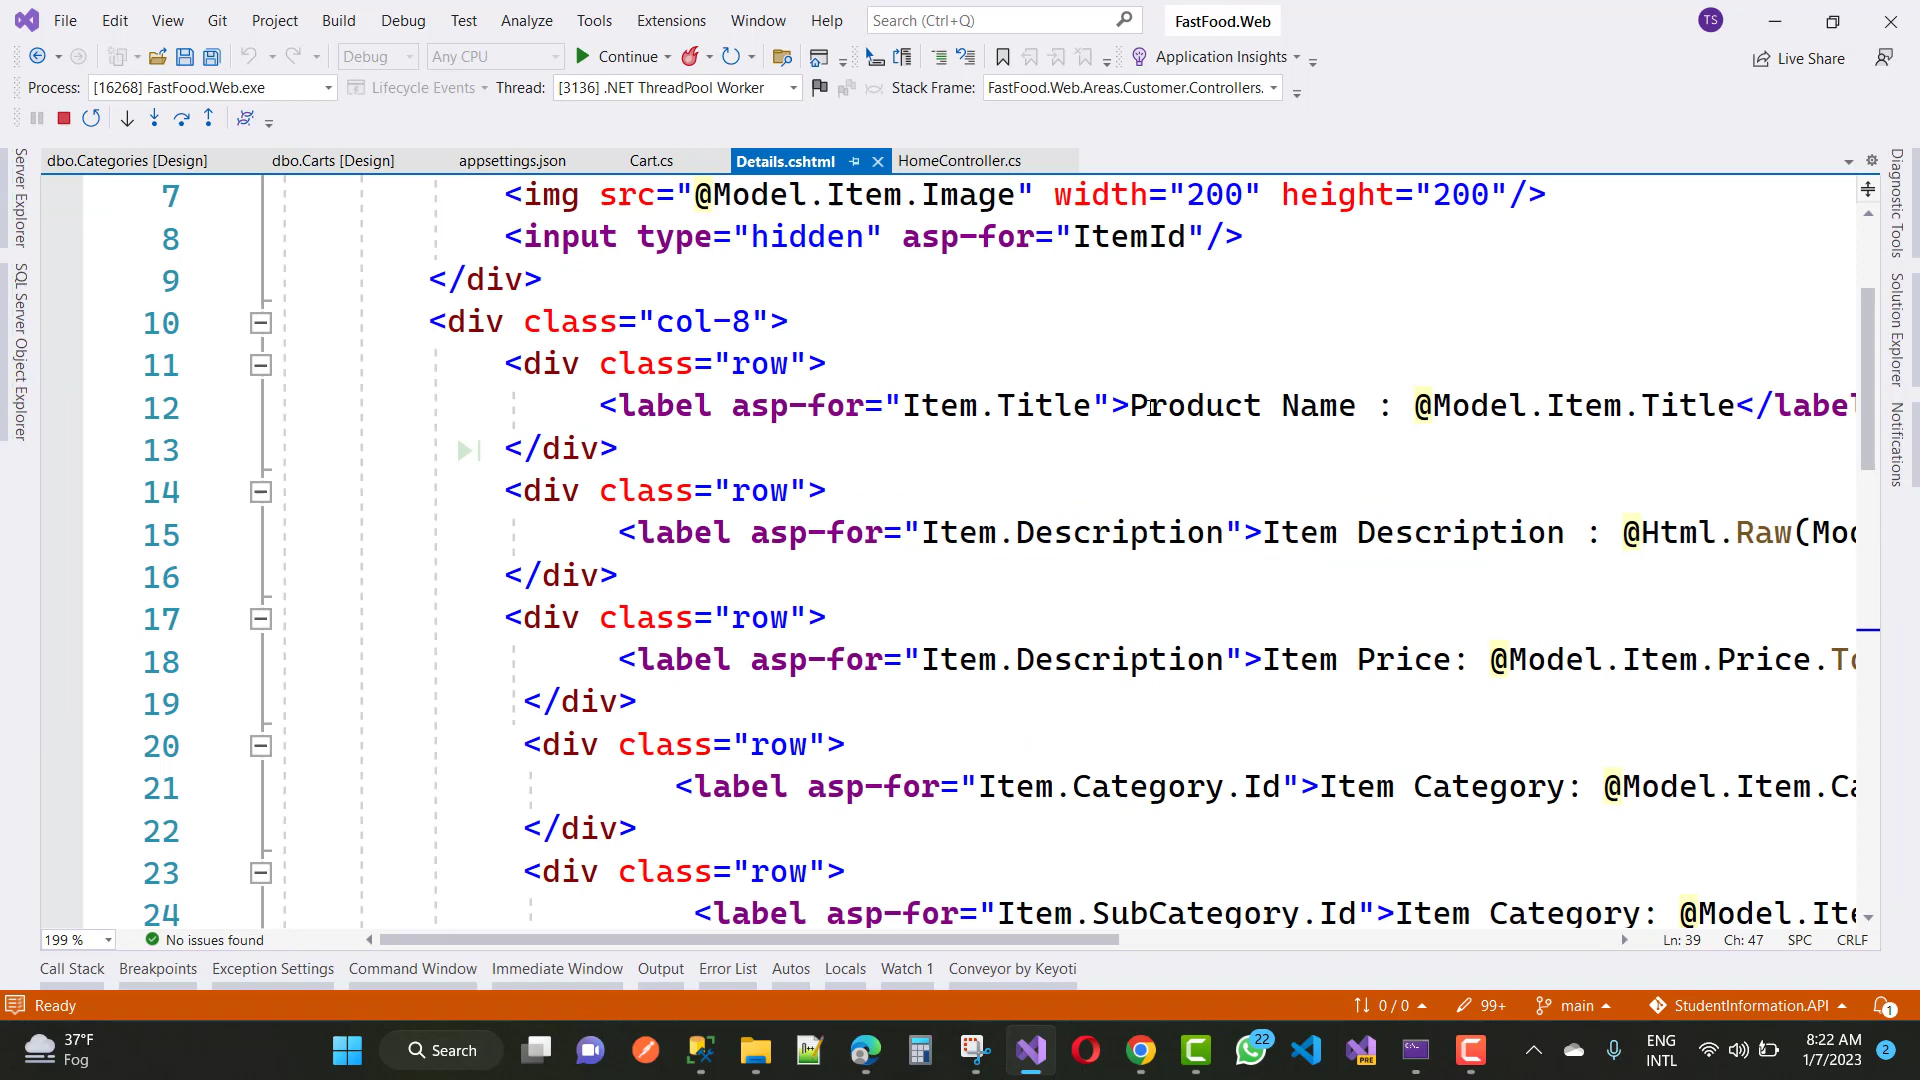 File Edit View Git Project Build Debug Test Analyze Tools Extensions Window Help Search (Ctrl+Q) FastFood.Web TS
Debug Any CPU Continue Application Insights Live Share
Process: [16268] FastFood.Web.exe Lifecycle Events Thread: [3136] .NET ThreadPool Worker Stack Frame: FastFood.Web.Areas.Customer.Controllers.
dbo.Categories [Design] dbo.Carts [Design] appsettings.json Cart.cs Details.cshtml HomeController.cs
Server Explorer
SQL Server Object Explorer
7 <img src="@Model.Item.Image" width="200" height="200"/>
8 <input type="hidden" asp-for="ItemId"/>
9 </div>
10 <div class="col-8">
11 <div class="row">
12 <label asp-for="Item.Title">Product Name : @Model.Item.Title</label
13 </div>
14 <div class="row">
15 <label asp-for="Item.Description">Item Description : @Html.Raw(Mod
16 </div>
17 <div class="row">
18 <label asp-for="Item.Description">Item Price: @Model.Item.Price.To
19 </div>
20 <div class="row">
21 <label asp-for="Item.Category.Id">Item Category: @Model.Item.Ca
22 </div>
23 <div class="row">
24 <label asp-for="Item.SubCategory.Id">Item Category: @Model.Ite
Diagnostic Tools
Solution Explorer
Notifications
199 % No issues found Ln: 39 Ch: 47 SPC CRLF
Call Stack Breakpoints Exception Settings Command Window Immediate Window Output Error List Autos Locals Watch 1 Conveyor by Keyoti
Ready 0 / 0 99+ main StudentInformation.API 1
37°F
Fog
Search
22
PRE
ENG
INTL
8:22 AM
1/7/2023
2